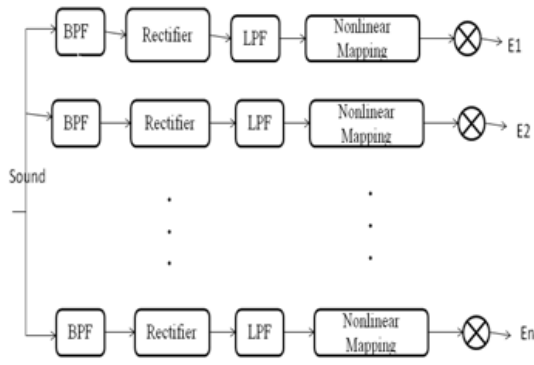 BPF Rectifier LPF Nonlinear
Mapping E1
BPF Rectifier LPF Nonlinear
Mapping E2
Sound
BPF Rectifier LPF Nonlinear
Mapping En